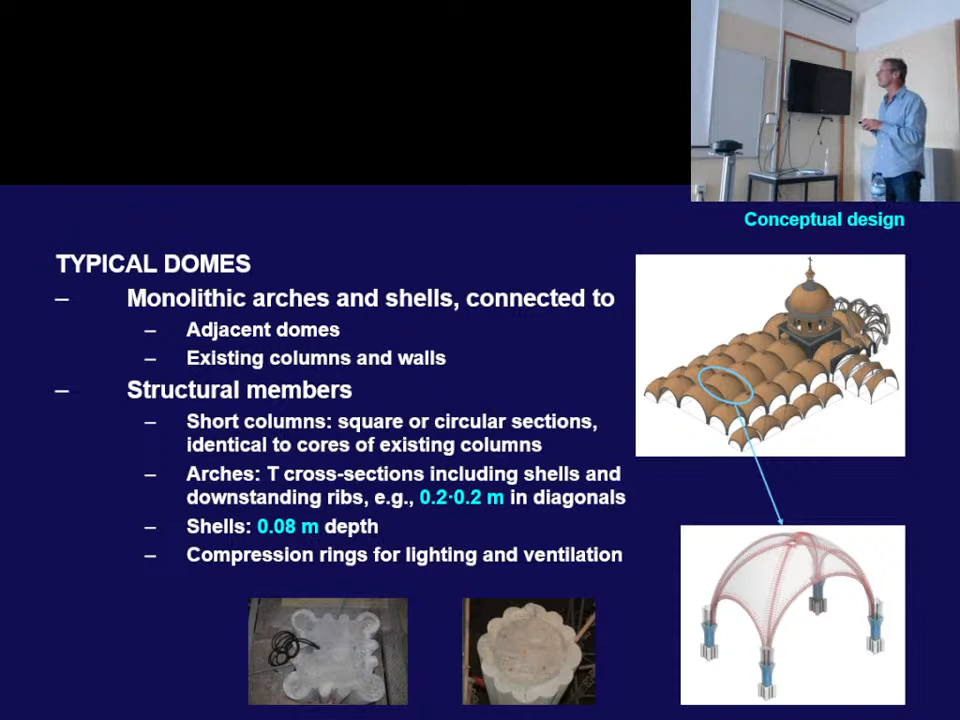 Conceptual design
TYPICAL DOMES
– Monolithic arches and shells, connected to
– Adjacent domes
– Existing columns and walls
– Structural members
– Short columns: square or circular sections,
identical to cores of existing columns
– Arches: T cross-sections including shells and
downstanding ribs, e.g., 0.2·0.2 m in diagonals
– Shells: 0.08 m depth
– Compression rings for lighting and ventilation